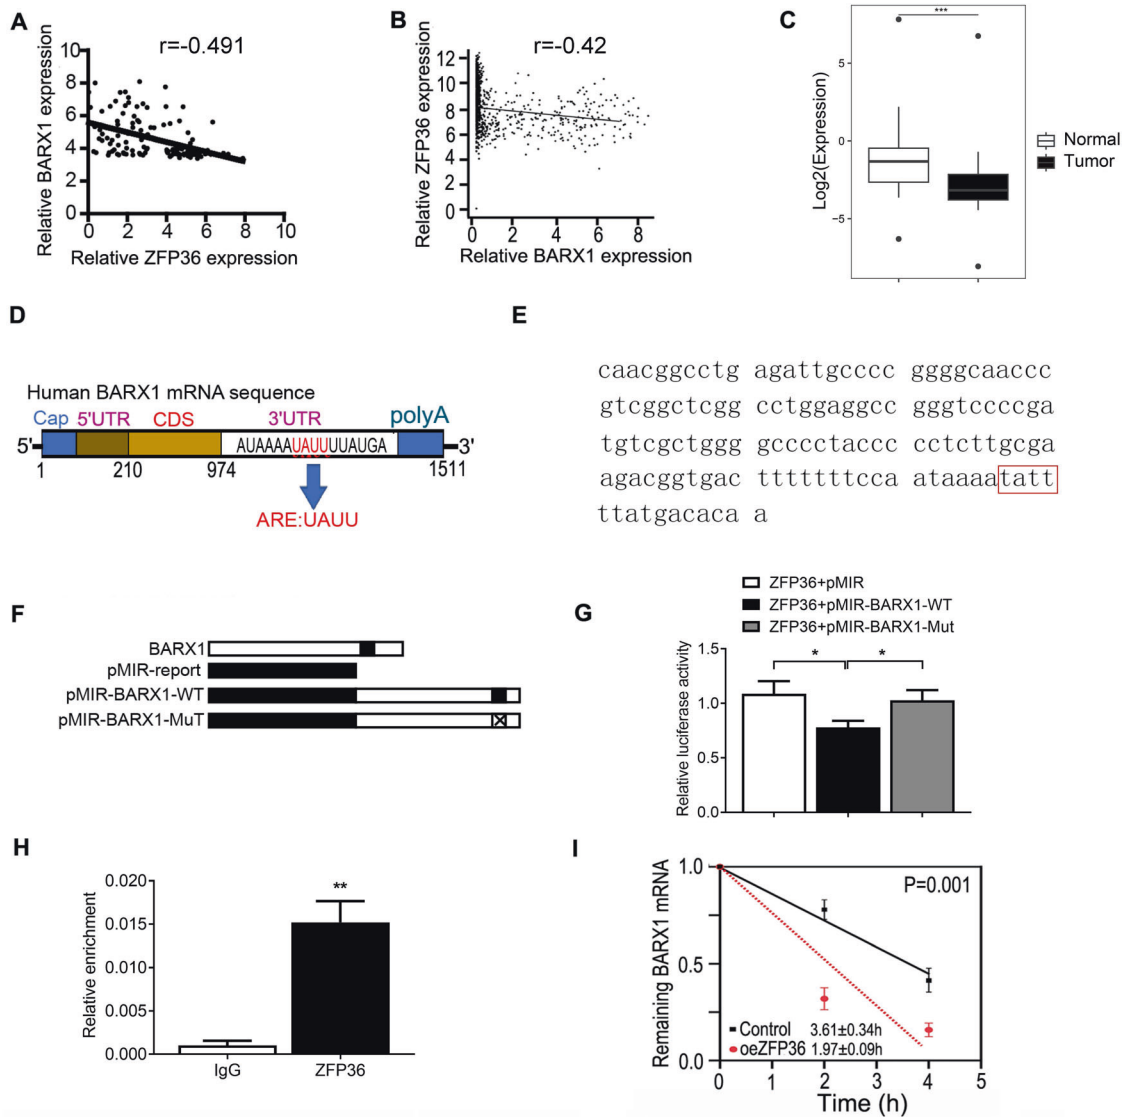 A
r=-0.491
Relative BARX1 expression
10
8
6
4
2
0
0 2 4 6 8 10
Relative ZFP36 expression
B
r=-0.42
Relative ZFP36 expression
12
10
8
6
4
2
0
0 2 4 6 8
Relative BARX1 expression
C
***
Log2(Expression)
5
0
−5
Normal
Tumor
D
Human BARX1 mRNA sequence
Cap 5'UTR CDS 3'UTR polyA
5' AUAAAAUAUUUUAUGA 3'
1 210 974 1511
ARE:UAUU
E
caacggcctg agattgcccc ggggcaaccc
gtcggctcgg cctggaggcc gggtccccga
tgtcgctggg gcccctaccc cctcttgcga
agacggtgac tttttttcca ataaaatatt
ttatgacaca a
F
BARX1
pMIR-report
pMIR-BARX1-WT
pMIR-BARX1-MuT
G
ZFP36+pMIR
ZFP36+pMIR-BARX1-WT
ZFP36+pMIR-BARX1-Mut
Relative luciferase activity
1.5
1.0
0.5
0.0
* *
H
Relative enrichment
0.020
0.015
0.010
0.005
0.000
**
IgG ZFP36
I
Remaining BARX1 mRNA
1.0
0.5
0.0
P=0.001
Control 3.61±0.34h
oeZFP36 1.97±0.09h
0 1 2 3 4 5
Time (h)